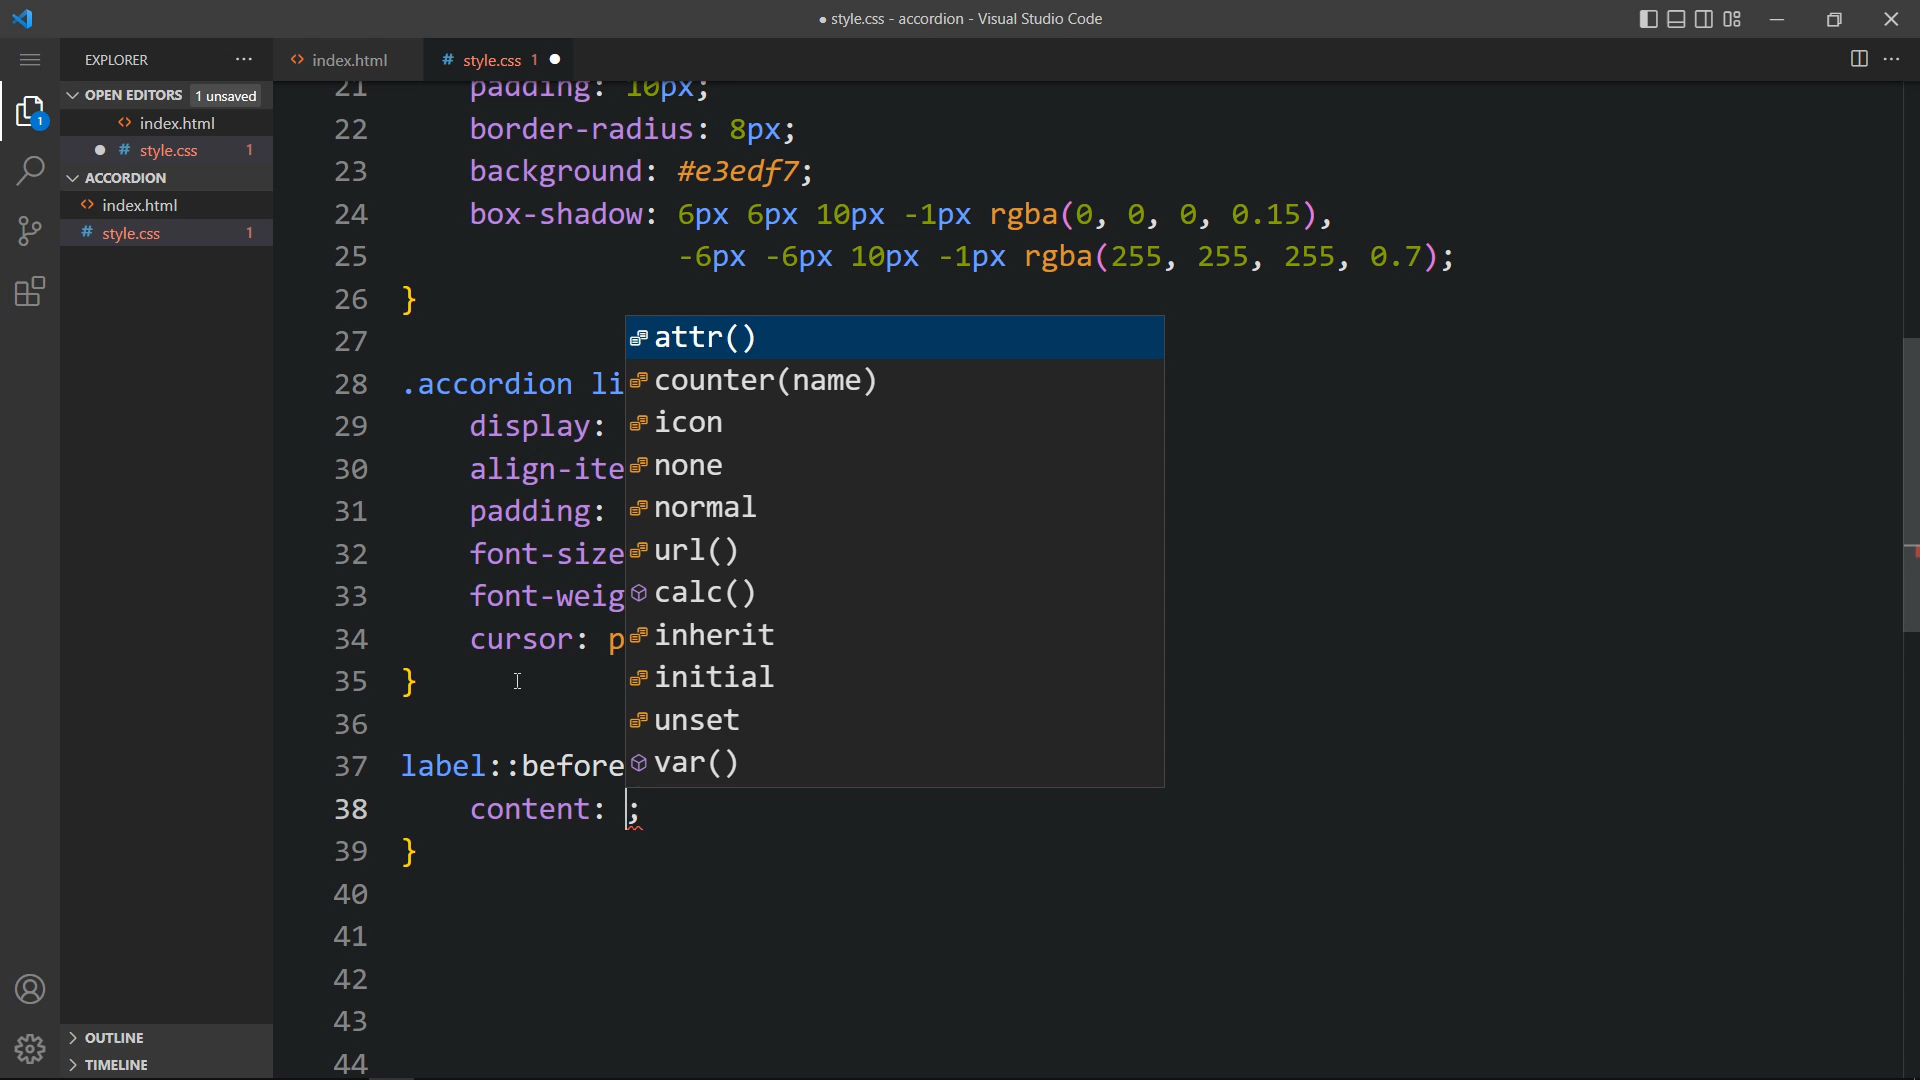 ● style.css - accordion - Visual Studio Code
EXPLORER
index.html
# style.css 1 ●
OPEN EDITORS 1 unsaved
index.html
● # style.css 1
ACCORDION
index.html
# style.css 1
OUTLINE
TIMELINE
1
21 padding: 10px;
22 border-radius: 8px;
23 background: #e3edf7;
24 box-shadow: 6px 6px 10px -1px rgba(0, 0, 0, 0.15),
25 -6px -6px 10px -1px rgba(255, 255, 255, 0.7);
26 }
27
28 .accordion li
29 display:
30 align-ite
31 padding:
32 font-size
33 font-weig
34 cursor: p
35 }
36
37 label::before
38 content: ;
39 }
40
41
42
43
44
attr()
counter(name)
icon
none
normal
url()
calc()
inherit
initial
unset
var()